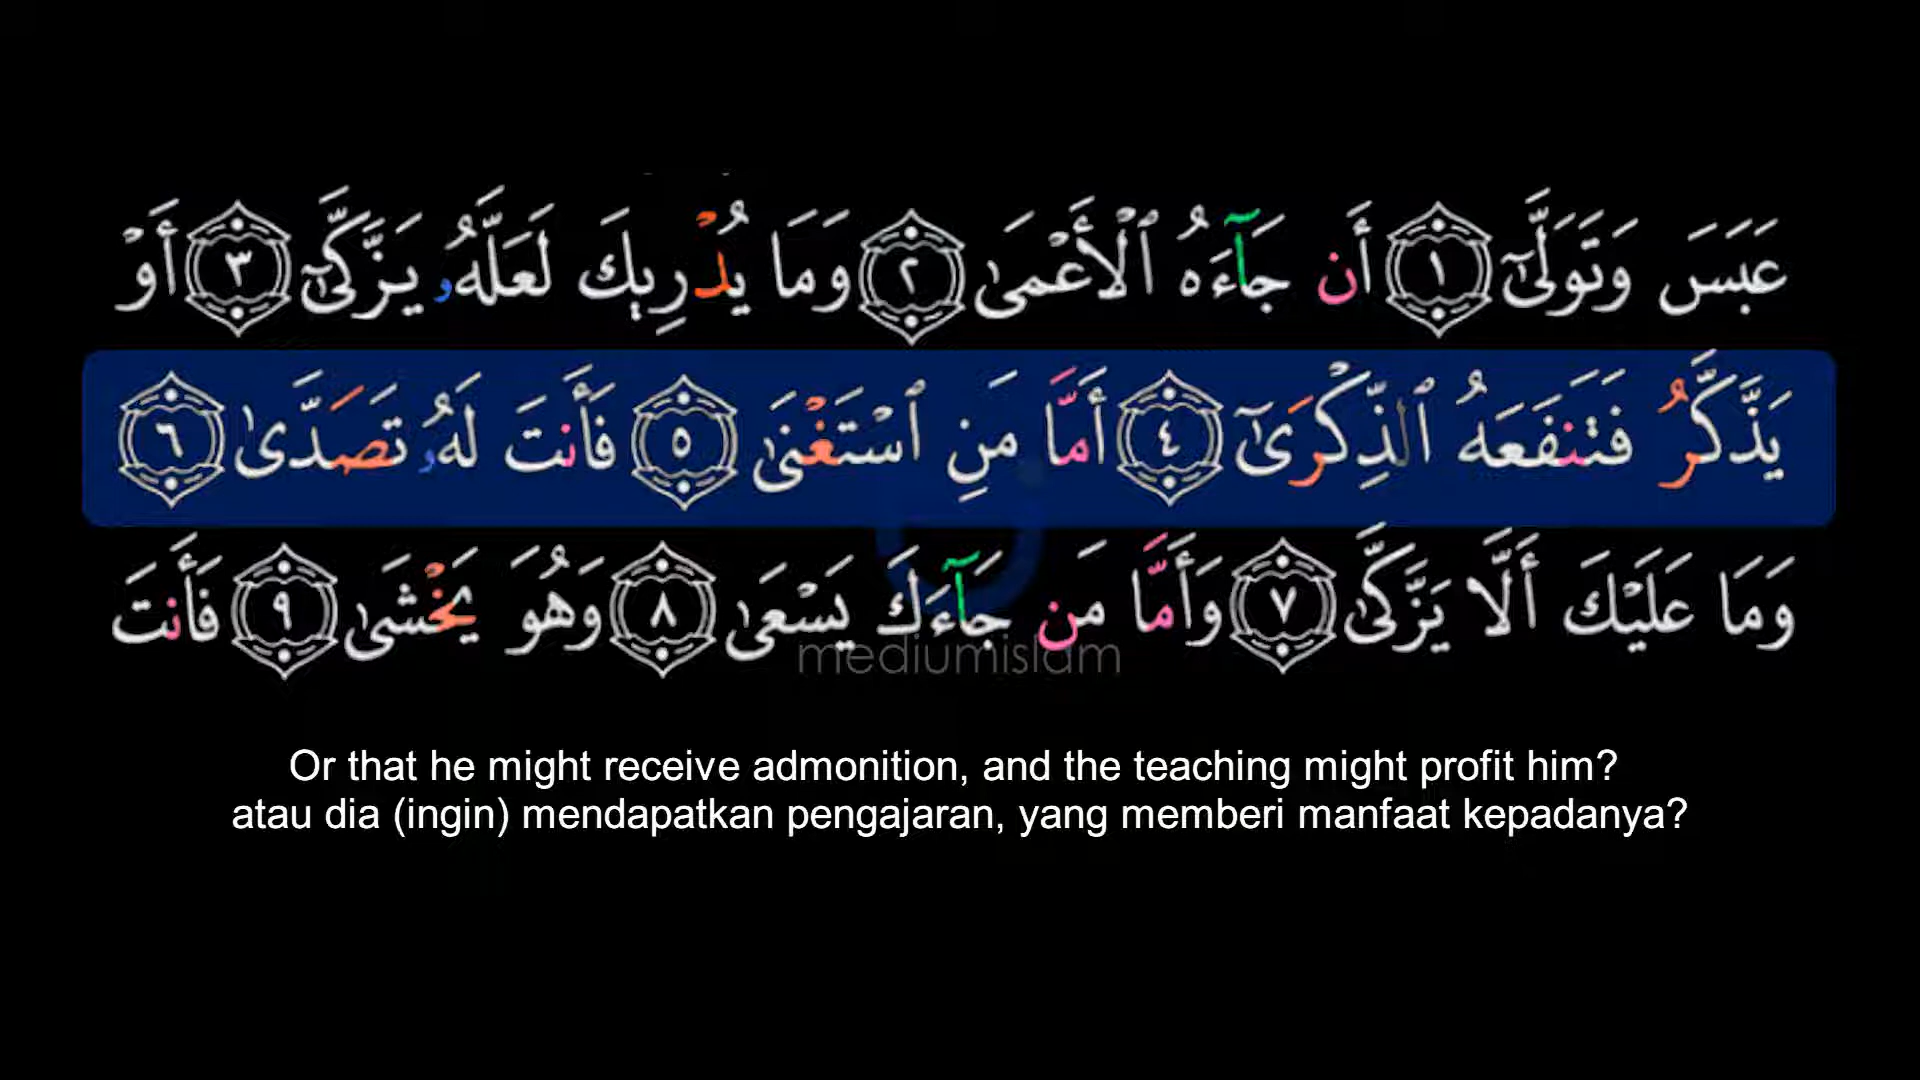 عَبَسَ وَتَوَلَّىٰٓ ١ أَن جَآءَهُ ٱلْأَعْمَىٰ ٢ وَمَا يُدْرِيكَ لَعَلَّهُۥ يَزَّكَّىٰٓ ٣ أَوْ
يَذَّكَّرُ فَتَنفَعَهُ ٱلذِّكْرَىٰٓ ٤ أَمَّا مَنِ ٱسْتَغْنَىٰ ٥ فَأَنتَ لَهُۥ تَصَدَّىٰ ٦
وَمَا عَلَيْكَ أَلَّا يَزَّكَّىٰ ٧ وَأَمَّا مَن جَآءَكَ يَسْعَىٰ ٨ وَهُوَ يَخْشَىٰ ٩ فَأَنتَ
mediumislam
Or that he might receive admonition, and the teaching might profit him?
atau dia (ingin) mendapatkan pengajaran, yang memberi manfaat kepadanya?